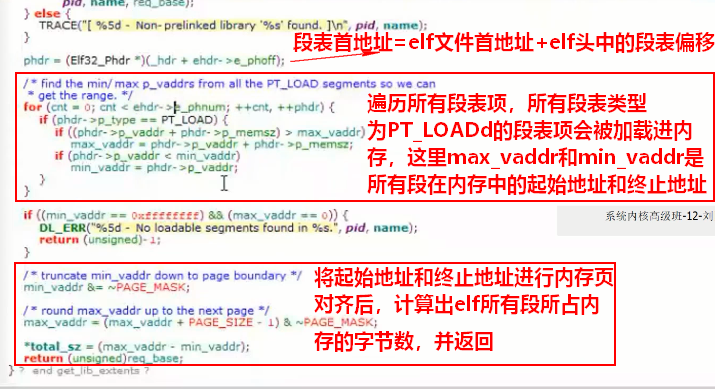 pid, name, req_base);
} else {
TRACE("[ %5d - Non-prelinked library '%s' found. ]\n", pid, name);
}
段表首地址=elf文件首地址+elf头中的段表偏移
phdr = (Elf32_Phdr *)(_hdr + ehdr->e_phoff);
/* find the min/max p_vaddrs from all the PT_LOAD segments so we can
* get the range. */
for (cnt = 0; cnt < ehdr->e_phnum; ++cnt, ++phdr) {
if (phdr->p_type == PT_LOAD) {
if ((phdr->p_vaddr + phdr->p_memsz) > max_vaddr)
max_vaddr = phdr->p_vaddr + phdr->p_memsz;
if (phdr->p_vaddr < min_vaddr)
min_vaddr = phdr->p_vaddr;
}
}
遍历所有段表项，所有段表类型
为PT_LOADd的段表项会被加载进内
存，这里max_vaddr和min_vaddr是
所有段在内存中的起始地址和终止地址
系统内核高级班-12-刘
if ((min_vaddr == 0xffffffff) && (max_vaddr == 0)) {
DL_ERR("%5d - No loadable segments found in %s.", pid, name);
return (unsigned)-1;
}
/* truncate min_vaddr down to page boundary */
min_vaddr &= ~PAGE_MASK;
/* round max_vaddr up to the next page */
max_vaddr = (max_vaddr + PAGE_SIZE - 1) & ~PAGE_MASK;
*total_sz = (max_vaddr - min_vaddr);
return (unsigned)req_base;
将起始地址和终止地址进行内存页
对齐后，计算出elf所有段所占内
存的字节数，并返回
} ? end get_lib_extents ?